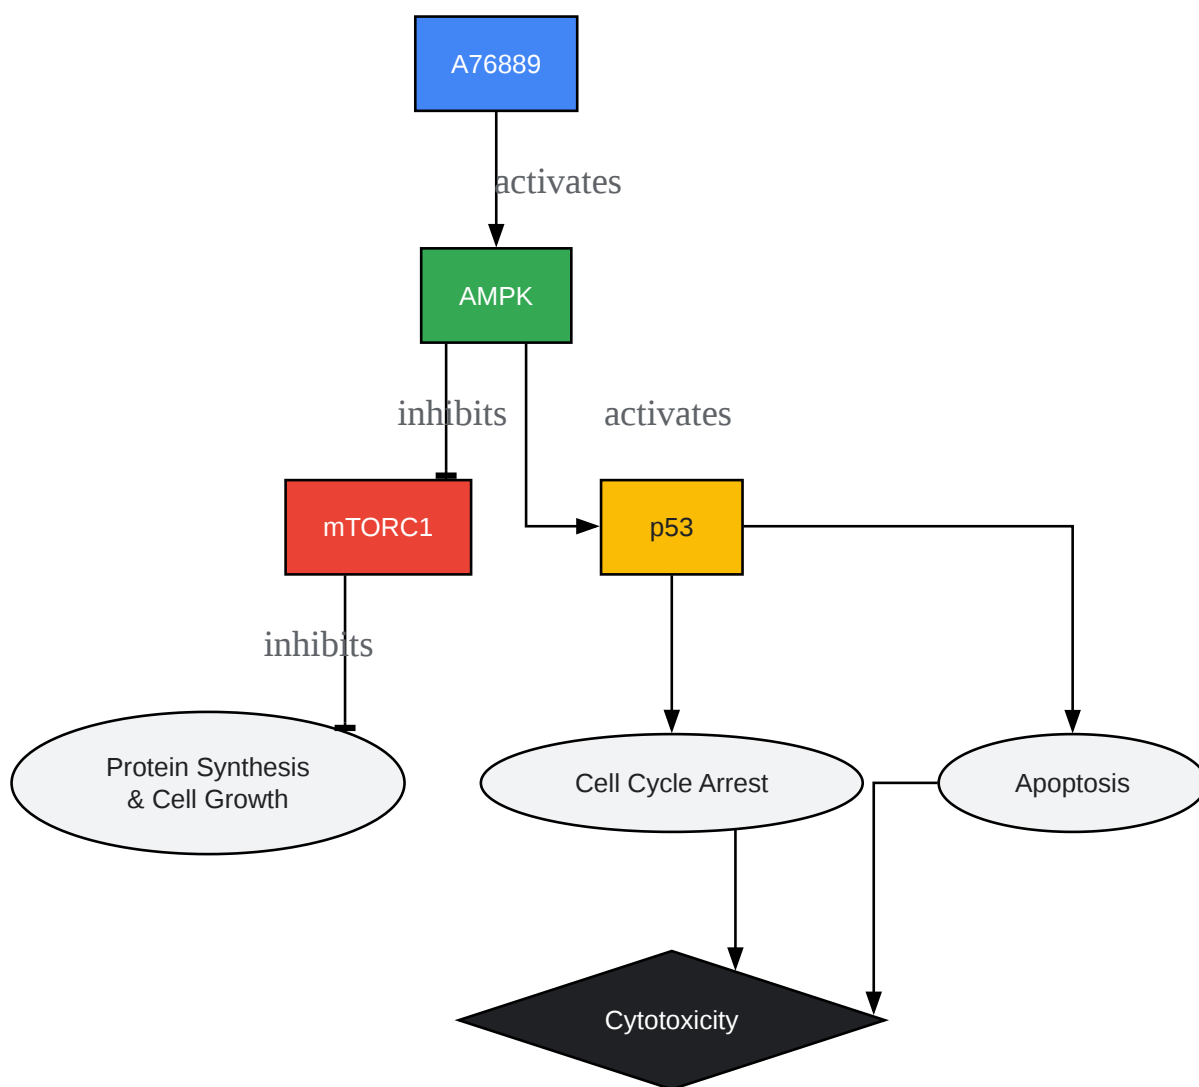 A76889
activates
AMPK
inhibits
activates
mTORC1
p53
inhibits
Protein Synthesis
& Cell Growth
Cell Cycle Arrest
Apoptosis
Cytotoxicity